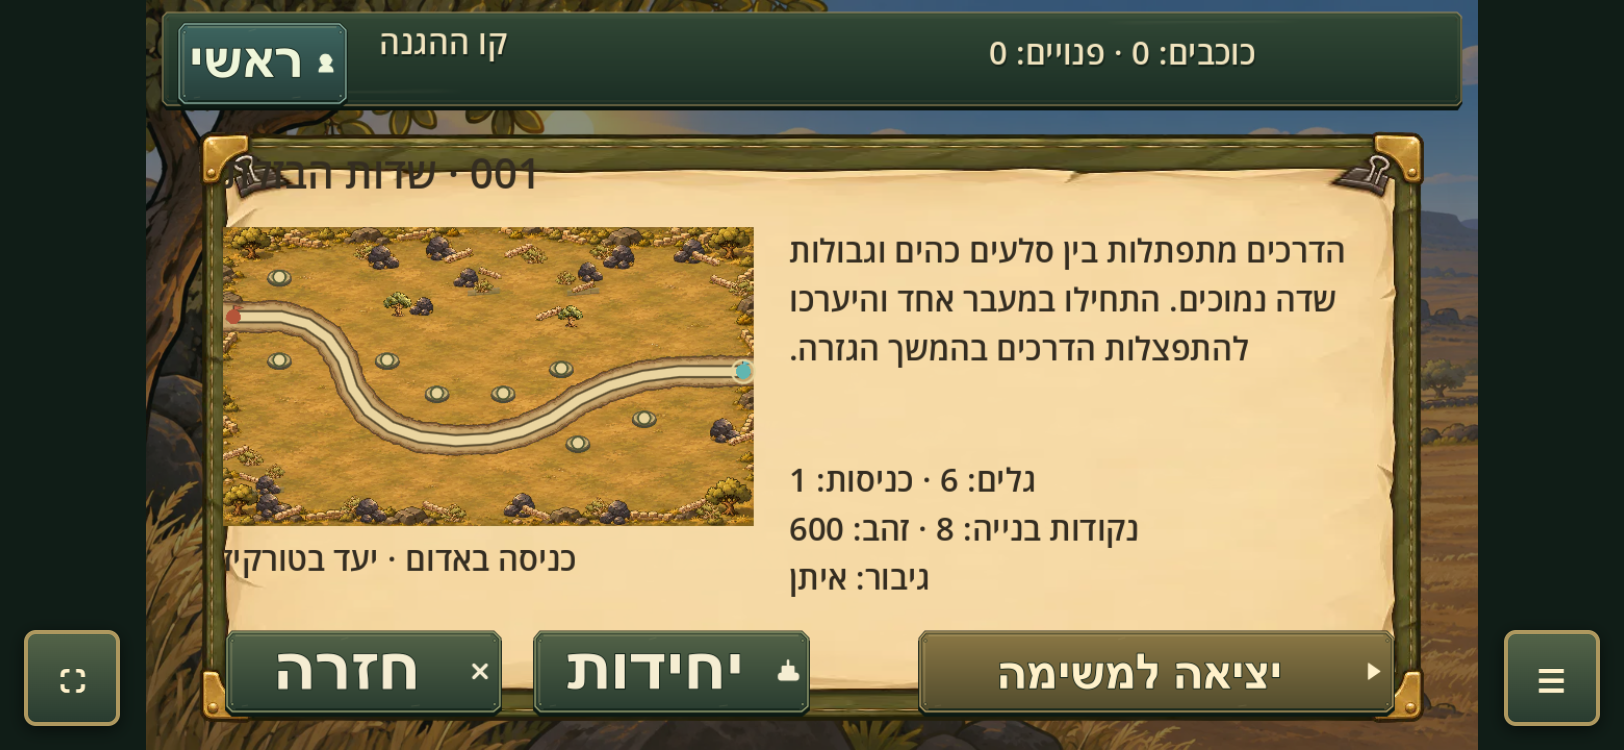 כוכבים: 0 · פנויים: 0
קו ההגנה
ראשי
001 · שדות הבזלת
הדרכים מתפתלות בין סלעים כהים וגבולות
שדה נמוכים. התחילו במעבר אחד והיערכו
להתפצלות הדרכים בהמשך הגזרה.
גלים: 6 · כניסות: 1
נקודות בנייה: 8 · זהב: 600
גיבור: איתן
כניסה באדום · יעד בטורקיז
יציאה למשימה
יחידות
חזרה